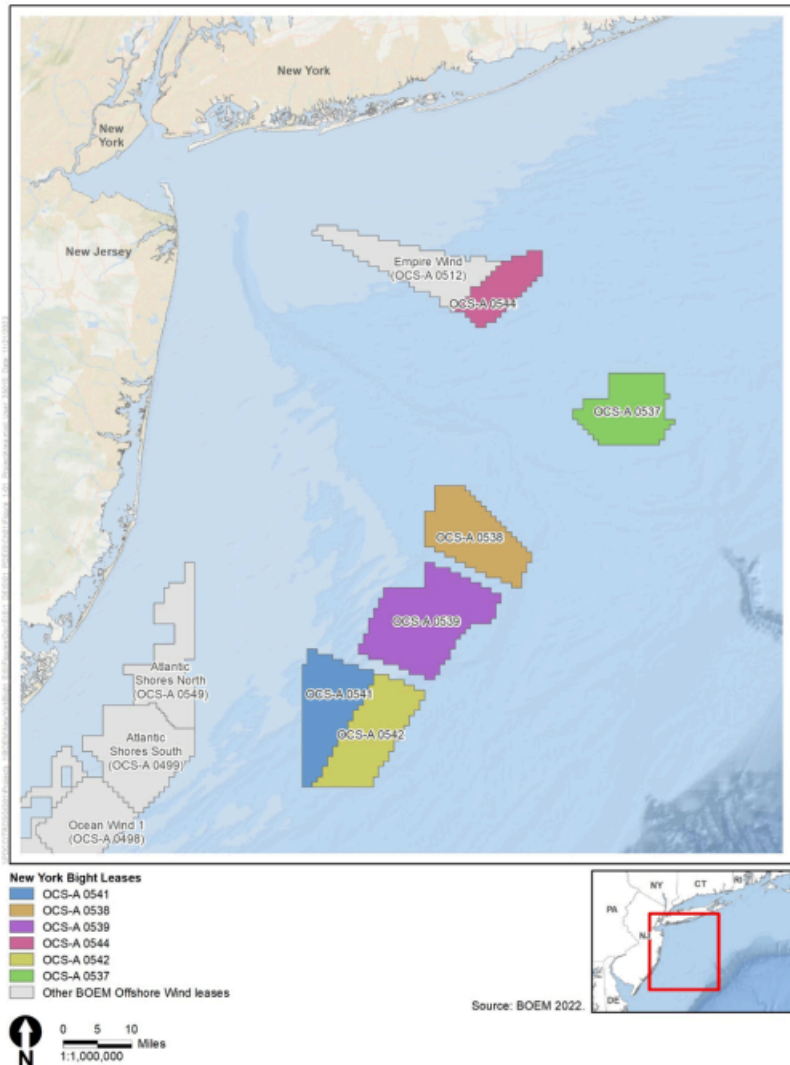 New York
New
York
New Jersey
Empire Wind
(OCS-A 0512)
OCS-A 0544
OCS-A 0537
OCS-A 0538
OCS-A 0539
Atlantic
Shores North
(OCS-A 0549)
OCS-A 0541
OCS-A 0542
Atlantic
Shores South
(OCS-A 0499)
Ocean Wind 1
(OCS-A 0498)
New York Bight Leases
OCS-A 0541
OCS-A 0538
OCS-A 0539
OCS-A 0544
OCS-A 0542
OCS-A 0537
Other BOEM Offshore Wind leases
Source: BOEM 2022.
NY
CT
RI
PA
NJ
DE
N
0 5 10
Miles
1:1,000,000